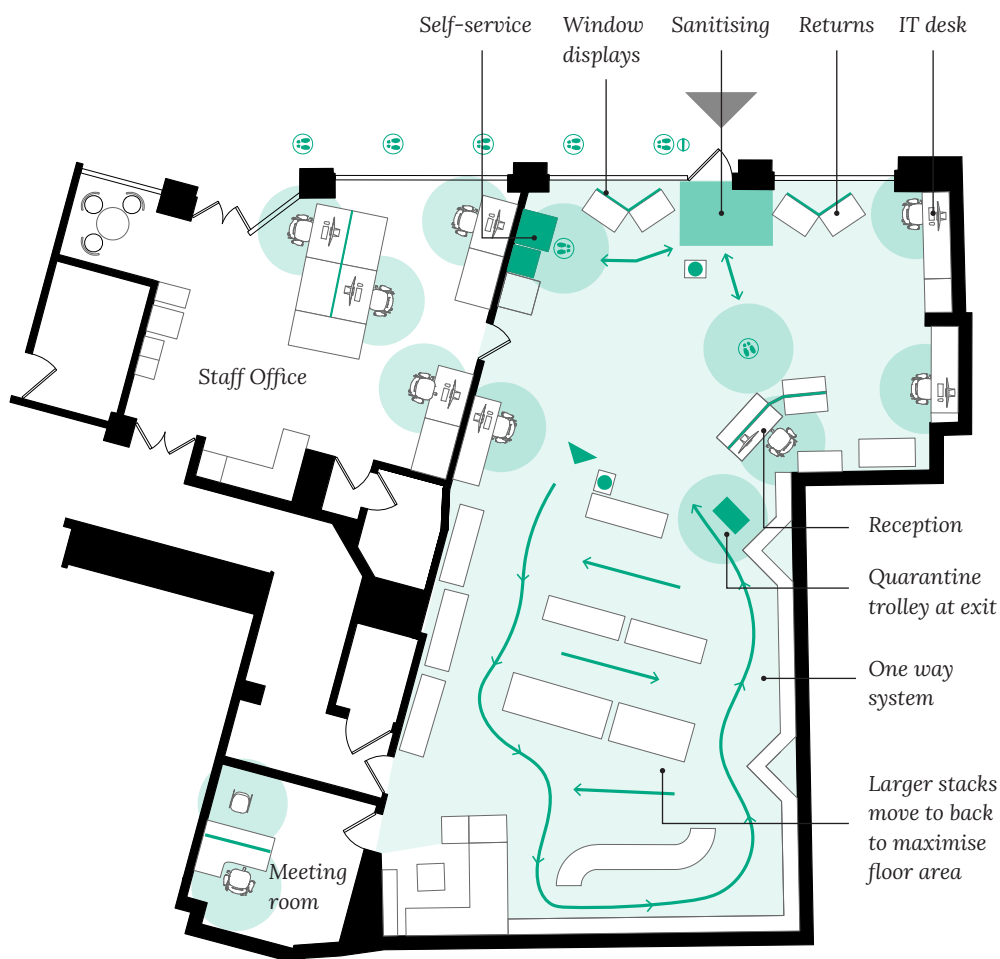 Self-service
Window
displays
Sanitising
Returns
IT desk
Staff Office
Reception
Quarantine
trolley at exit
One way
system
Larger stacks
move to back
to maximise
floor area
Meeting
room